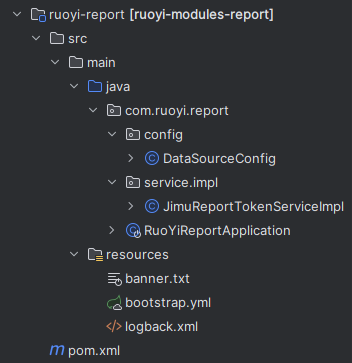 ruoyi-report [ruoyi-modules-report]
src
main
java
com.ruoyi.report
config
DataSourceConfig
service.impl
JimuReportTokenServiceImpl
RuoYiReportApplication
resources
banner.txt
bootstrap.yml
logback.xml
pom.xml